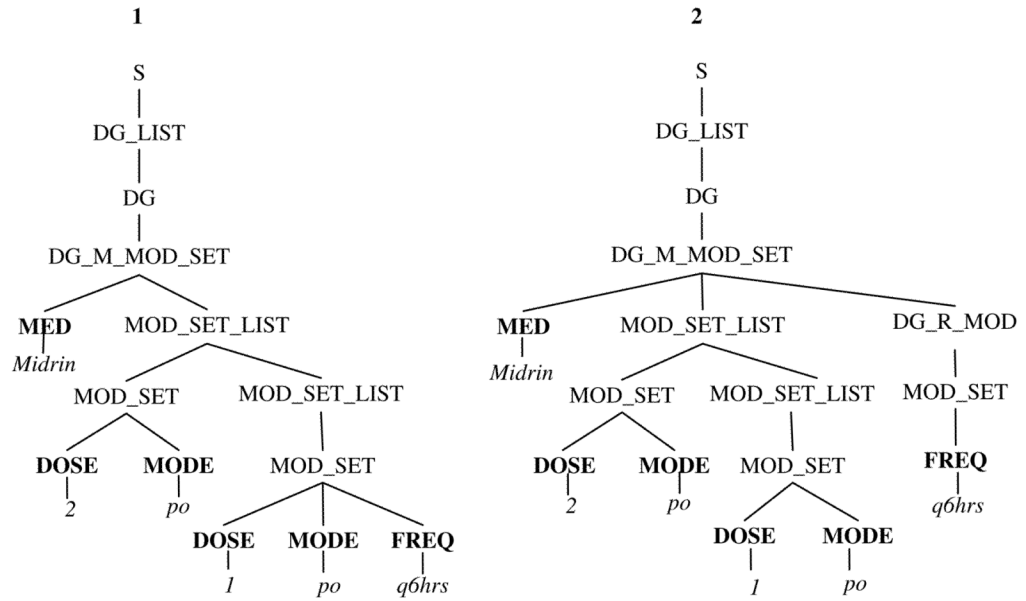 1 2
S S
DG_LIST DG_LIST
DG DG
DG_M_MOD_SET DG_M_MOD_SET
MED MOD_SET_LIST MED MOD_SET_LIST DG_R_MOD
Midrin Midrin
MOD_SET MOD_SET_LIST MOD_SET MOD_SET_LIST MOD_SET
DOSE MODE MOD_SET DOSE MODE MOD_SET FREQ
2 po 2 po q6hrs
DOSE MODE FREQ DOSE MODE
1 po q6hrs 1 po